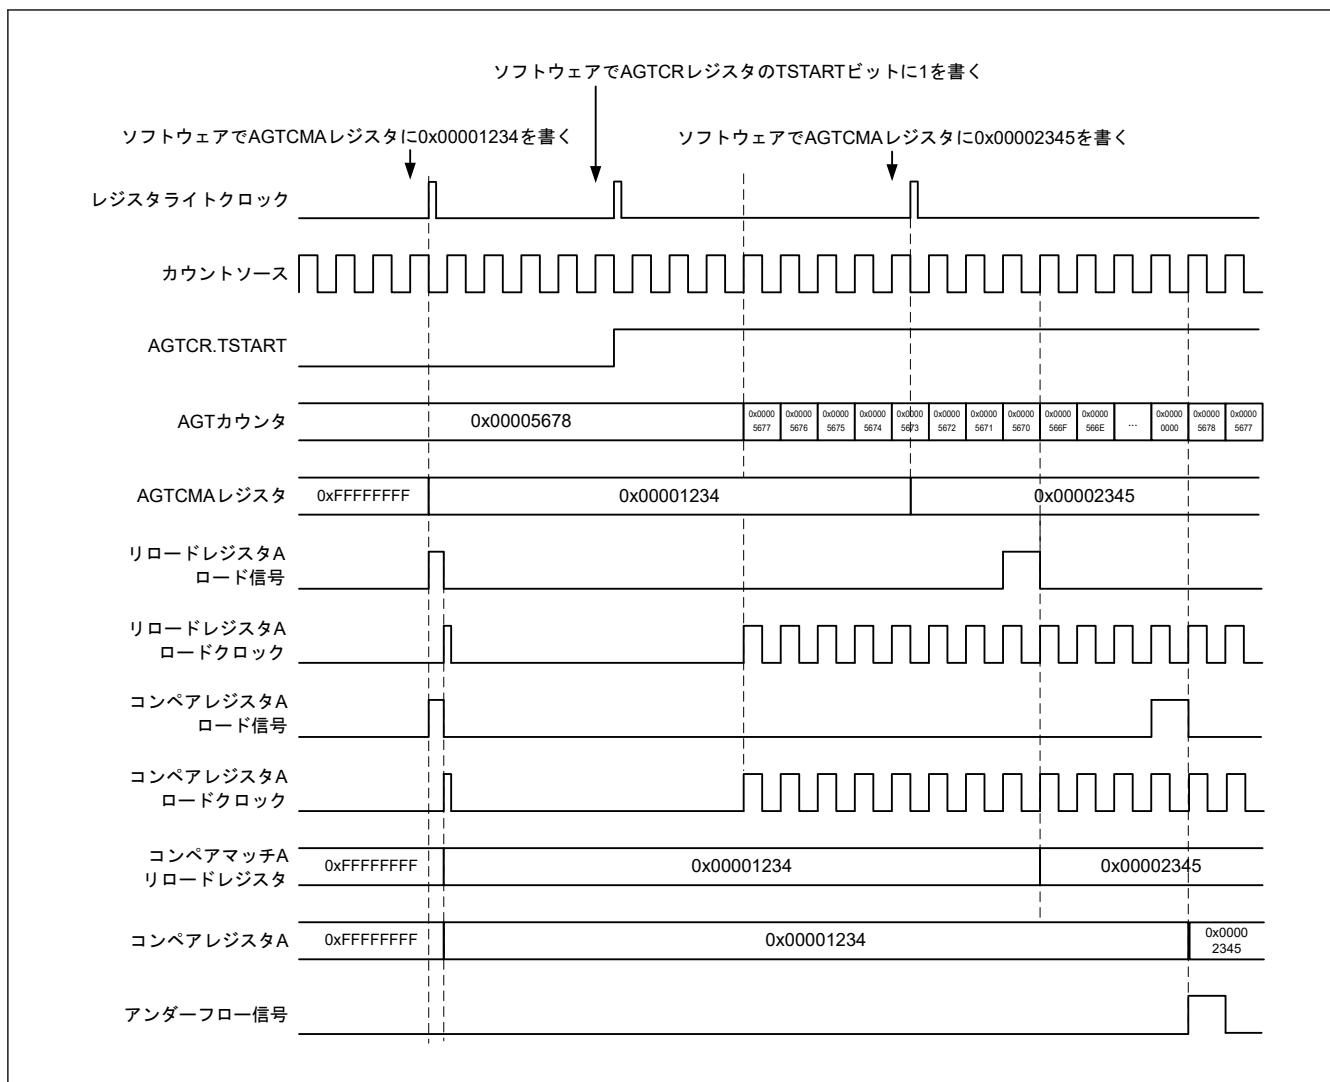 ソフトウェアでAGTCRレジスタのTSTARTビットに1を書く
ソフトウェアでAGTCMAレジスタに0x00001234を書く
ソフトウェアでAGTCMAレジスタに0x00002345を書く
レジスタライトクロック
カウントソース
AGTCR.TSTART
AGTカウンタ
0x00005678
0x0000
5677
0x0000
5676
0x0000
5675
0x0000
5674
0x0000
5673
0x0000
5672
0x0000
5671
0x0000
5670
0x0000
566F
0x0000
566E
...
0x0000
0000
0x0000
5678
0x0000
5677
AGTCMAレジスタ
0xFFFFFFFF
0x00001234
0x00002345
リロードレジスタA
ロード信号
リロードレジスタA
ロードクロック
コンペアレジスタA
ロード信号
コンペアレジスタA
ロードクロック
コンペアマッチA
リロードレジスタ
0xFFFFFFFF
0x00001234
0x00002345
コンペアレジスタA
0xFFFFFFFF
0x00001234
0x0000
2345
アンダーフロー信号